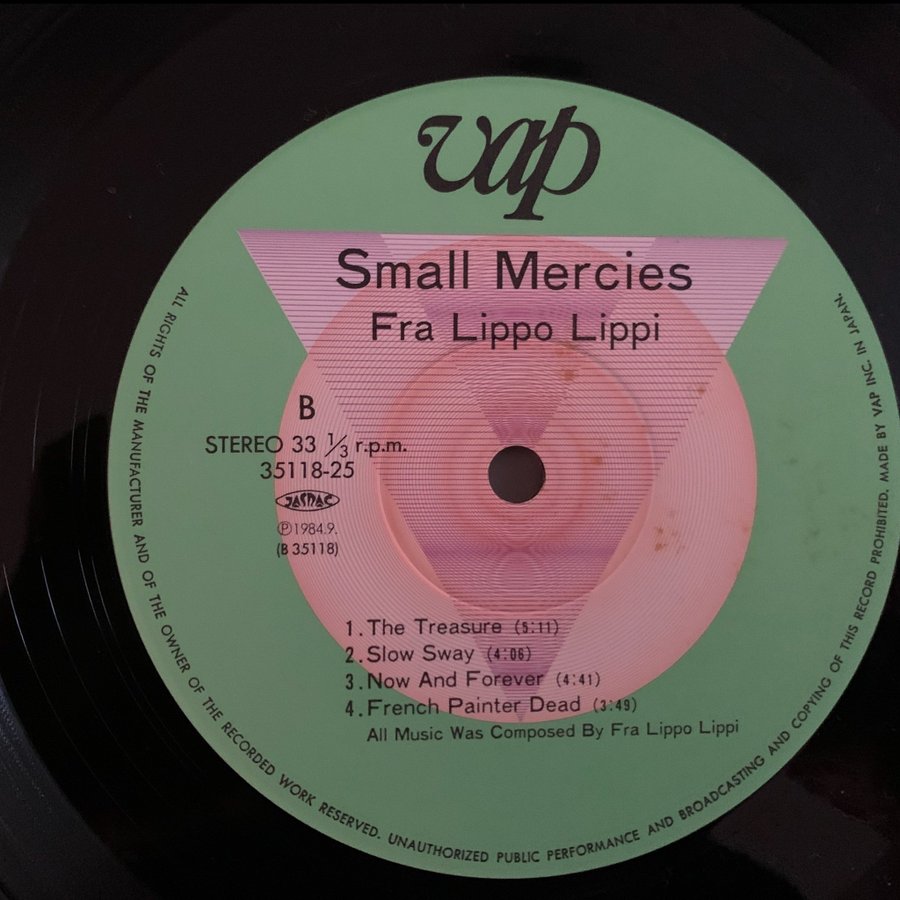 vap
Small Mercies
Fra Lippo Lippi
B
STEREO 33 1/3 r.p.m.
35118-25
JASRAC
Ⓟ1984.9.
(B 35118)
1. The Treasure (5:11)
2. Slow Sway (4:06)
3. Now And Forever (4:41)
4. French Painter Dead (3:49)
All Music Was Composed By Fra Lippo Lippi
ALL RIGHTS OF THE MANUFACTURER AND OF THE OWNER OF THE RECORDED WORK RESERVED. UNAUTHORIZED PUBLIC PERFORMANCE AND BROADCASTING AND COPYING OF THIS RECORD PROHIBITED. MADE BY VAP INC. IN JAPAN.